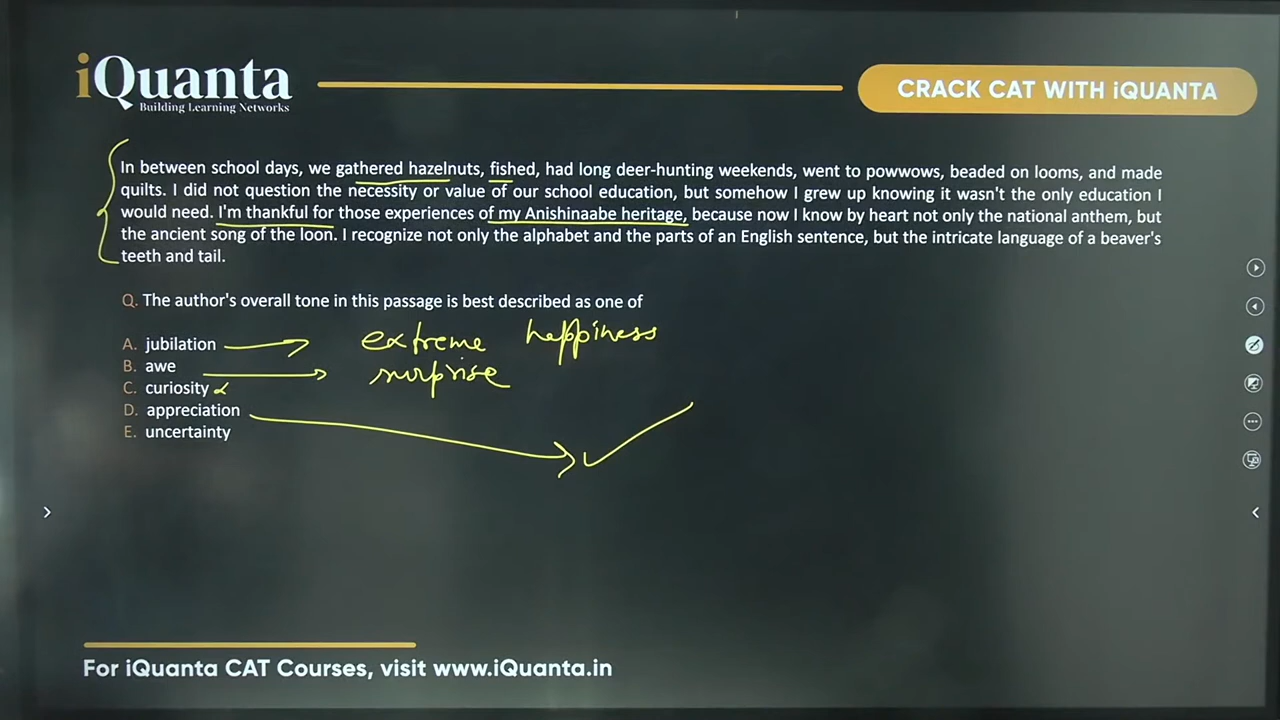 iQuanta
Building Learning Networks
CRACK CAT WITH iQUANTA
In between school days, we gathered hazelnuts, fished, had long deer-hunting weekends, went to powwows, beaded on looms, and made
quilts. I did not question the necessity or value of our school education, but somehow I grew up knowing it wasn't the only education I
would need. I'm thankful for those experiences of my Anishinaabe heritage, because now I know by heart not only the national anthem, but
the ancient song of the loon. I recognize not only the alphabet and the parts of an English sentence, but the intricate language of a beaver's
teeth and tail.
Q. The author's overall tone in this passage is best described as one of
A. jubilation
extreme happiness
B. awe
surprise
C. curiosity
D. appreciation
E. uncertainty
For iQuanta CAT Courses, visit www.iQuanta.in